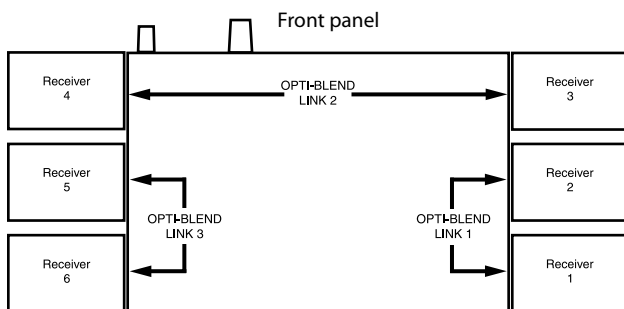 Front panel
Receiver
4
OPTI-BLEND
LINK 2
Receiver
3
Receiver
5
Receiver
2
OPTI-BLEND
LINK 3
OPTI-BLEND
LINK 1
Receiver
6
Receiver
1